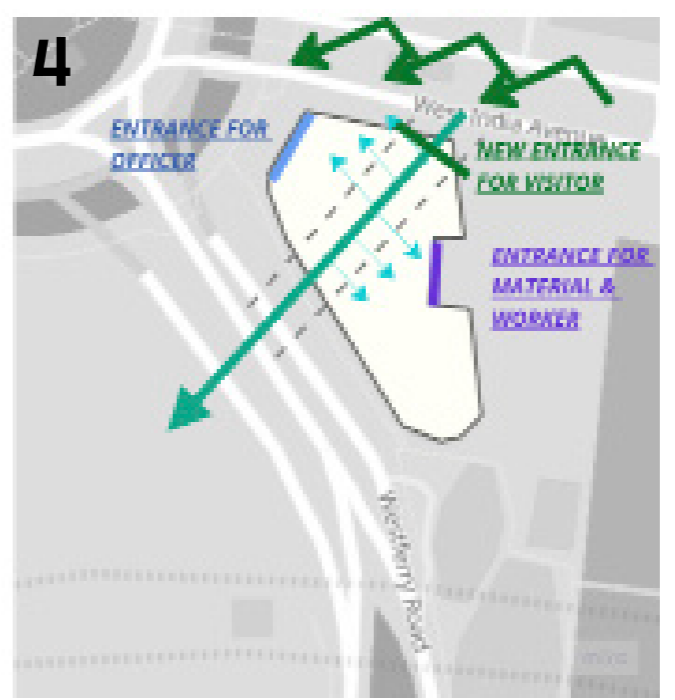 4
West India Avenue
ENTRANCE FOR
OFFICER
NEW ENTRANCE
FOR VISITOR
ENTRANCE FOR
MATERIAL &
WORKER
Westferry Road